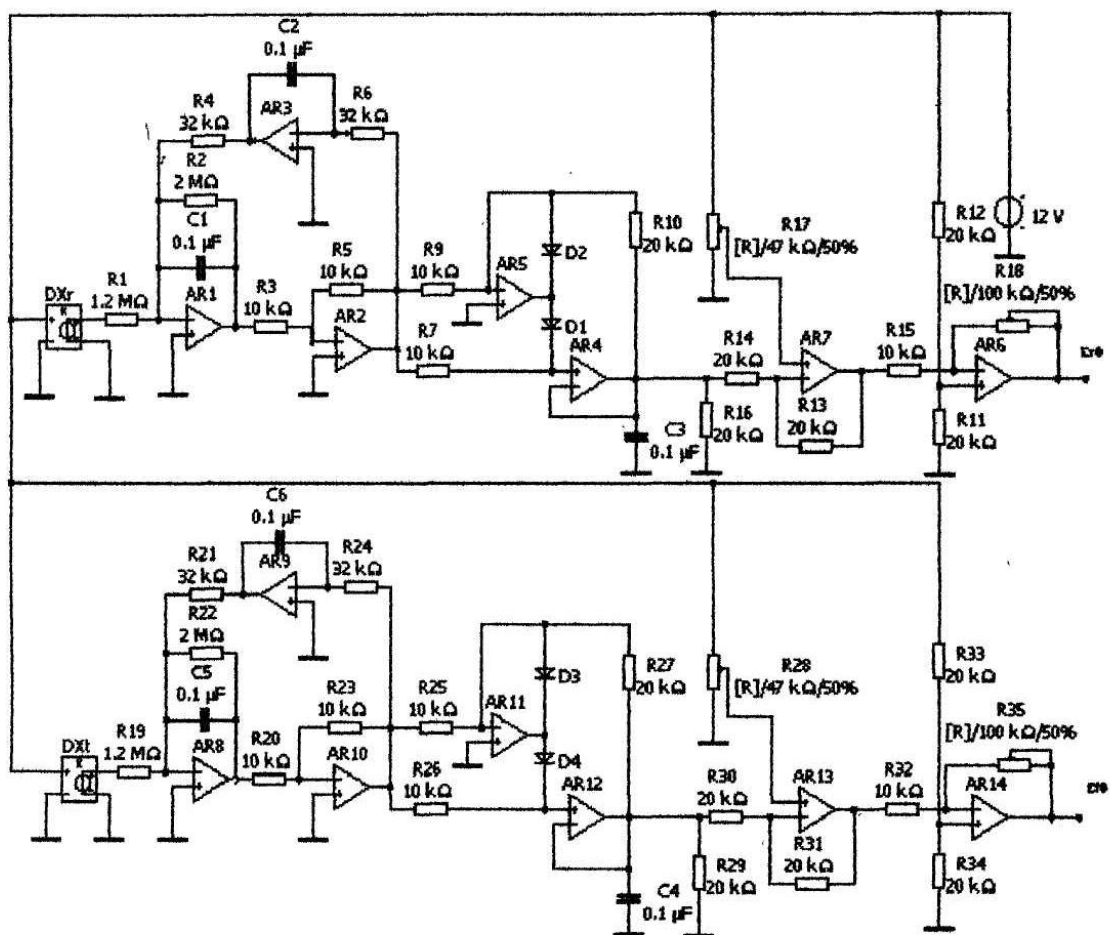 C2
0.1 μF
R4
32 kΩ
AR3
R6
32 kΩ
R2
2 MΩ
C1
0.1 μF
R1
1.2 MΩ
DXr
K
AR1
R3
10 kΩ
R5
10 kΩ
AR2
R9
10 kΩ
R7
10 kΩ
AR5
D2
D1
R10
20 kΩ
AR4
C3
0.1 μF
R17
[R]/47 kΩ/50%
R14
20 kΩ
R16
20 kΩ
AR7
R13
20 kΩ
R15
10 kΩ
R12
20 kΩ
12 V
R18
[R]/100 kΩ/50%
AR6
R11
20 kΩ
C6
0.1 μF
R21
32 kΩ
AR9
R24
32 kΩ
R22
2 MΩ
C5
0.1 μF
R19
1.2 MΩ
DXt
K
AR8
R20
10 kΩ
R23
10 kΩ
AR10
R25
10 kΩ
R26
10 kΩ
AR11
D3
D4
R27
20 kΩ
AR12
C4
0.1 μF
R28
[R]/47 kΩ/50%
R30
20 kΩ
R29
20 kΩ
AR13
R31
20 kΩ
R32
10 kΩ
R33
20 kΩ
R35
[R]/100 kΩ/50%
AR14
R34
20 kΩ